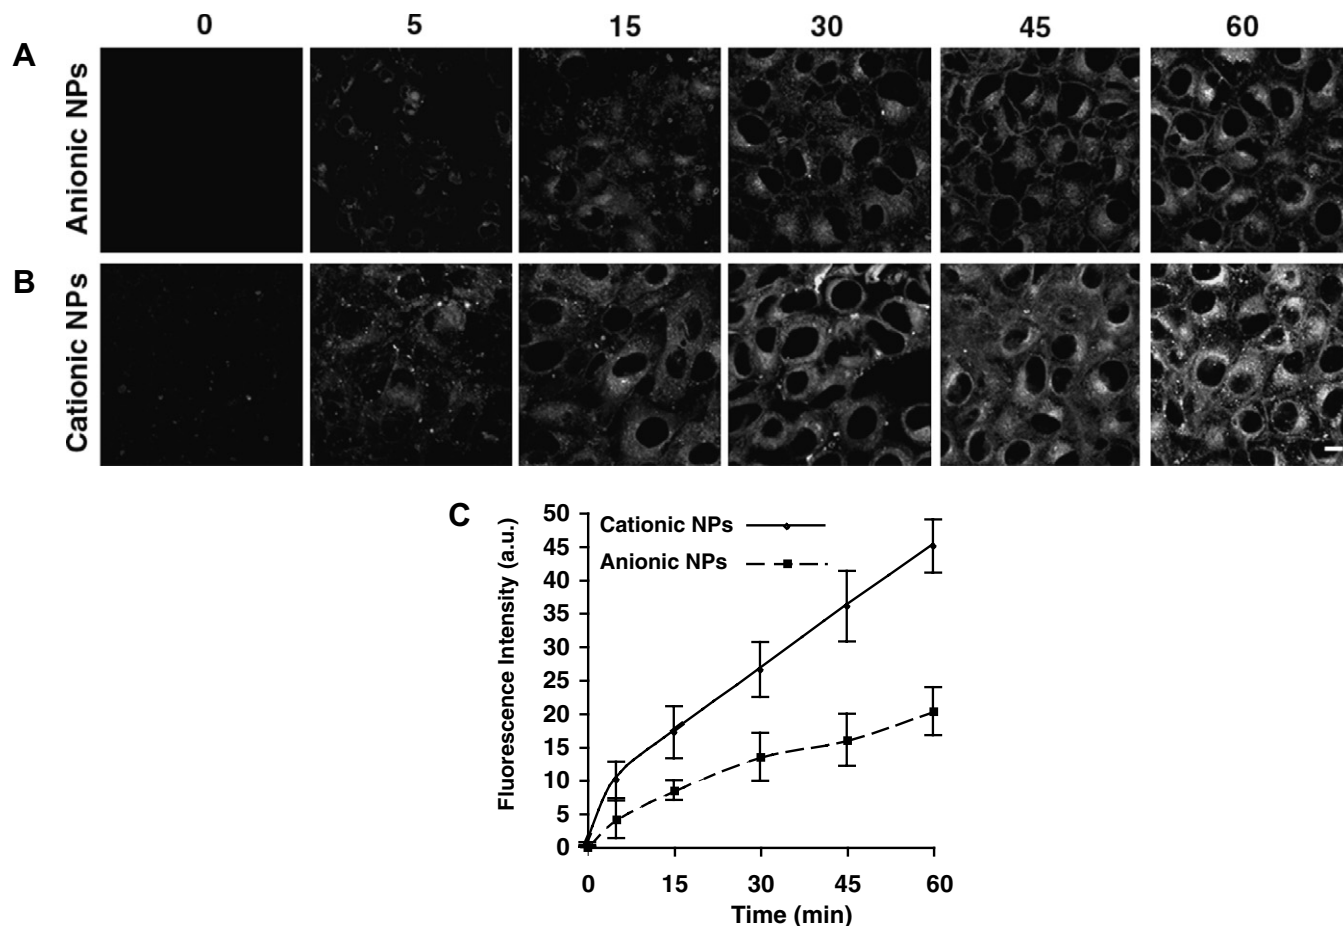 0 5 15 30 45 60
A
Anionic NPs
B
Cationic NPs
C
Cationic NPs
Anionic NPs
Fluorescence Intensity (a.u.)
50
45
40
35
30
25
20
15
10
5
0
0 15 30 45 60
Time (min)